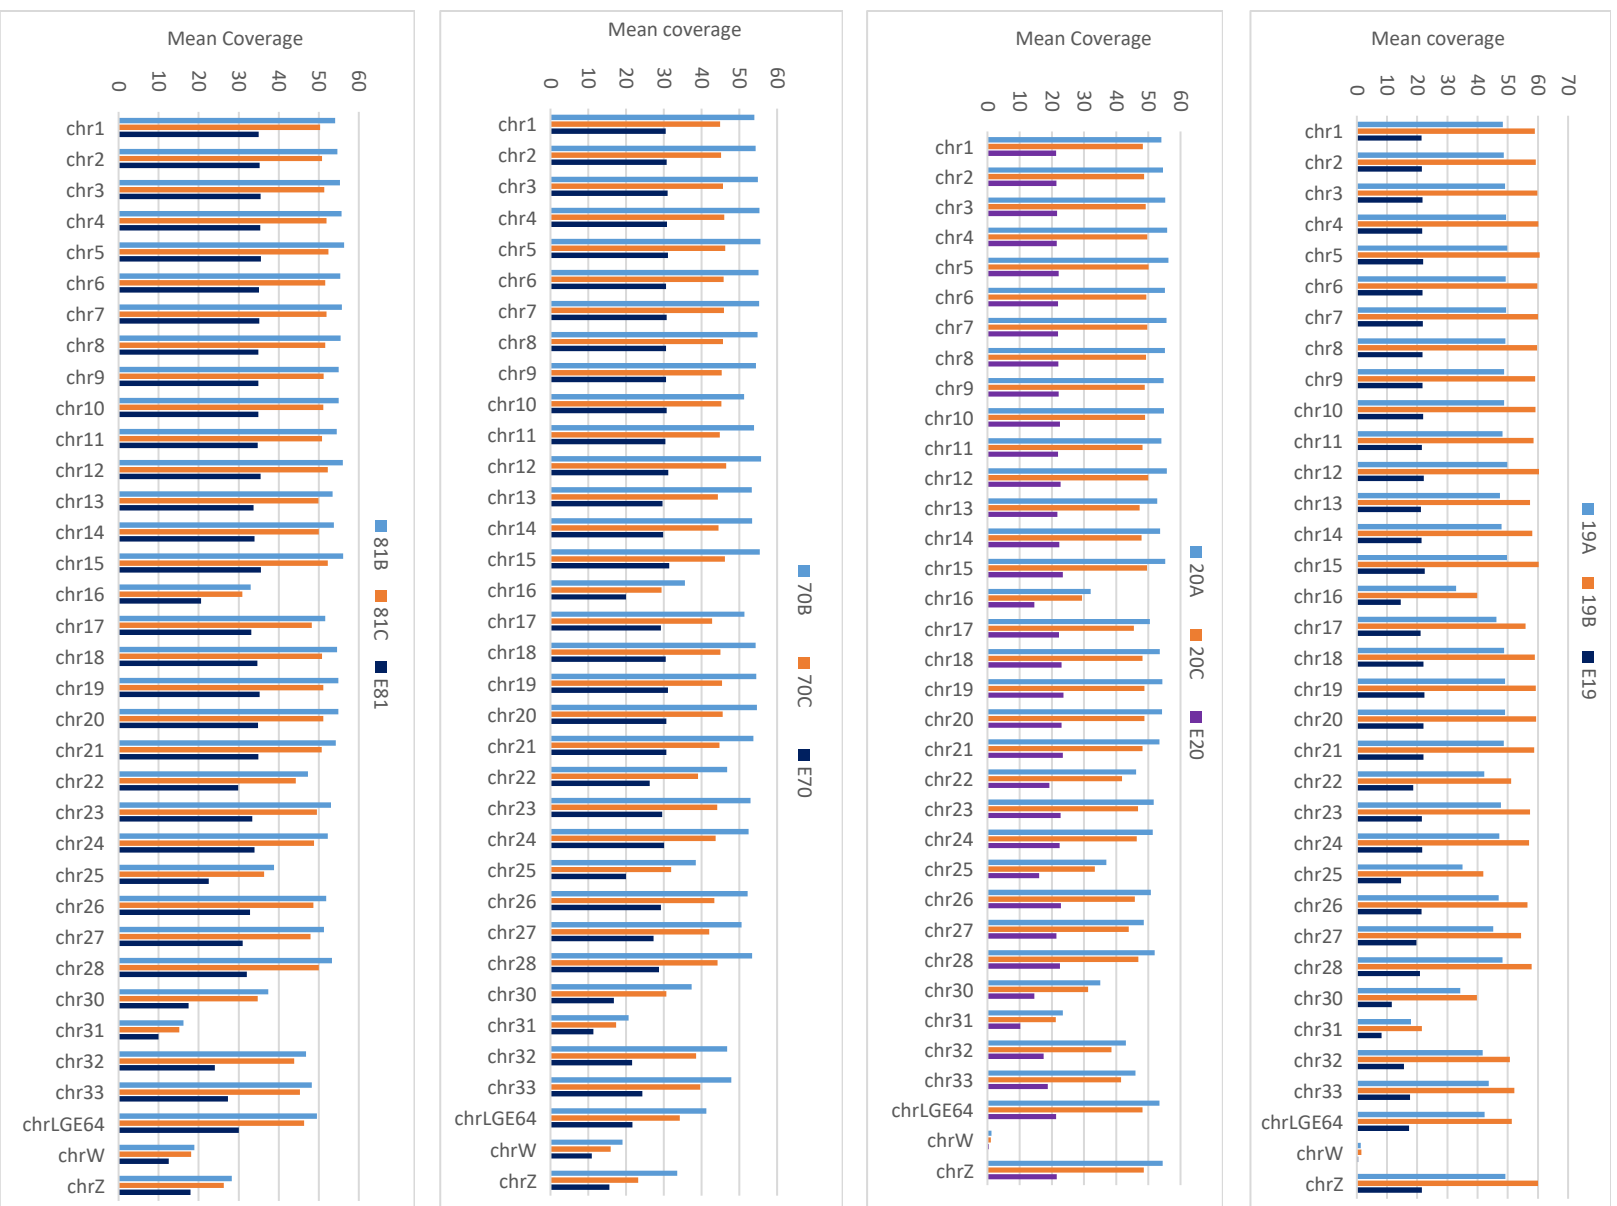 Mean Coverage
0 10 20 30 40 50 60
chr1
chr2
chr3
chr4
chr5
chr6
chr7
chr8
chr9
chr10
chr11
chr12
chr13
chr14
chr15
chr16
chr17
chr18
chr19
chr20
chr21
chr22
chr23
chr24
chr25
chr26
chr27
chr28
chr30
chr31
chr32
chr33
chrLGE64
chrW
chrZ
81B 81C E81
Mean coverage
0 10 20 30 40 50 60
chr1
chr2
chr3
chr4
chr5
chr6
chr7
chr8
chr9
chr10
chr11
chr12
chr13
chr14
chr15
chr16
chr17
chr18
chr19
chr20
chr21
chr22
chr23
chr24
chr25
chr26
chr27
chr28
chr30
chr31
chr32
chr33
chrLGE64
chrW
chrZ
70B 70C E70
Mean Coverage
0 10 20 30 40 50 60
chr1
chr2
chr3
chr4
chr5
chr6
chr7
chr8
chr9
chr10
chr11
chr12
chr13
chr14
chr15
chr16
chr17
chr18
chr19
chr20
chr21
chr22
chr23
chr24
chr25
chr26
chr27
chr28
chr30
chr31
chr32
chr33
chrLGE64
chrW
chrZ
20A 20C E20
Mean coverage
0 10 20 30 40 50 60 70
chr1
chr2
chr3
chr4
chr5
chr6
chr7
chr8
chr9
chr10
chr11
chr12
chr13
chr14
chr15
chr16
chr17
chr18
chr19
chr20
chr21
chr22
chr23
chr24
chr25
chr26
chr27
chr28
chr30
chr31
chr32
chr33
chrLGE64
chrW
chrZ
19A 19B E19